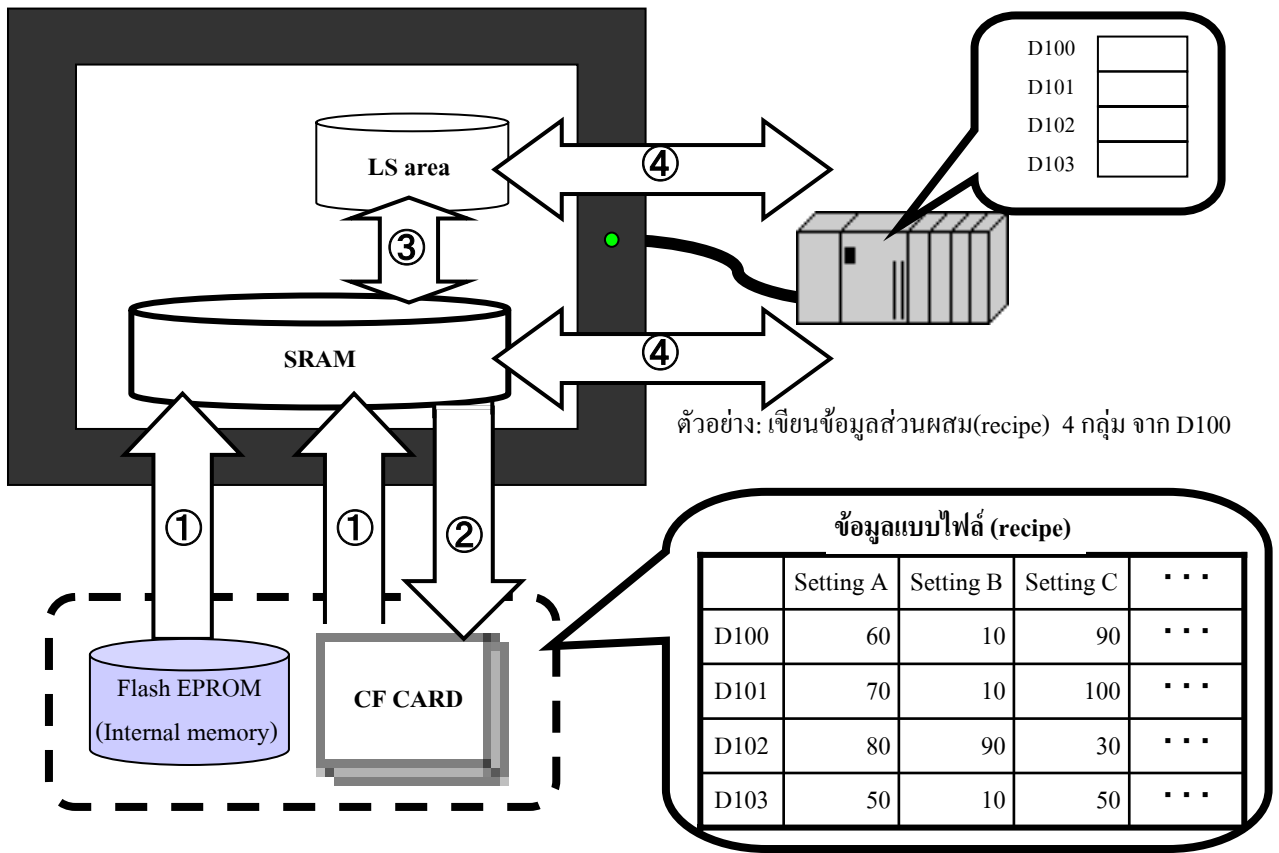 D100
D101
D102
D103
LS area
④
③
SRAM
④
ตัวอย่าง: เขียนข้อมูลส่วนผสม(recipe) 4 กลุ่ม จาก D100
① ① ②
Flash EPROM
(Internal memory)
CF CARD
ข้อมูลแบบไฟล์ (recipe)
Setting A Setting B Setting C ・・・
D100 60 10 90 ・・・
D101 70 10 100 ・・・
D102 80 90 30 ・・・
D103 50 10 50 ・・・